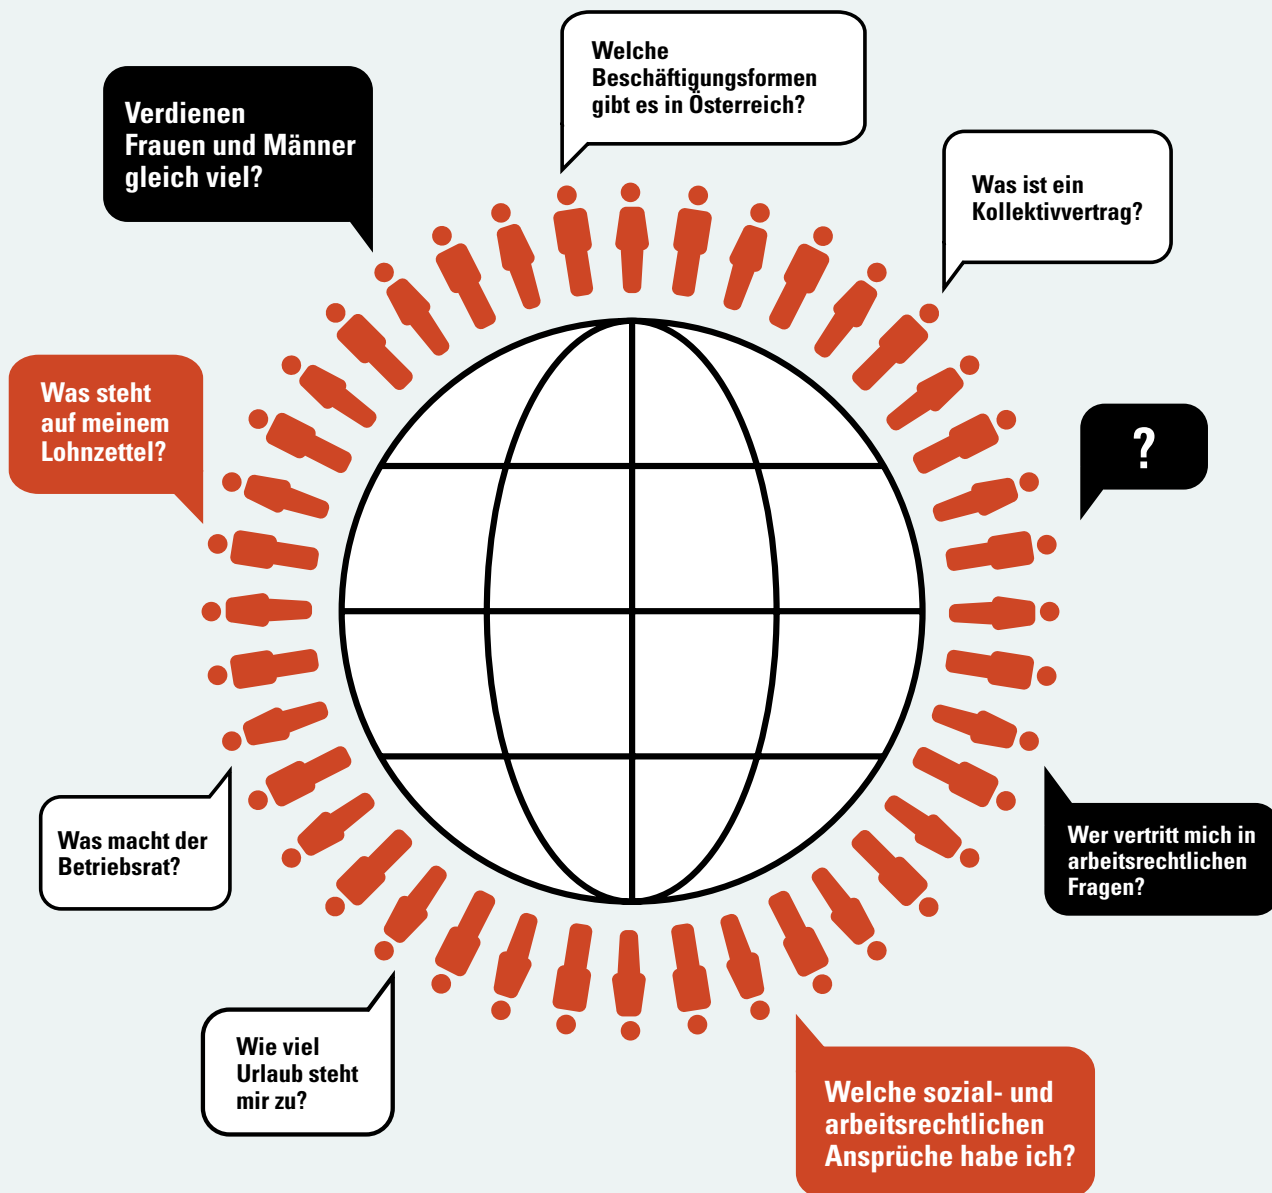 Welche
Beschäftigungsformen
gibt es in Österreich?
Verdienen
Frauen und Männer
gleich viel?
Was ist ein
Kollektivvertrag?
Was steht
auf meinem
Lohnzettel?
?
Was macht der
Betriebsrat?
Wer vertritt mich in
arbeitsrechtlichen
Fragen?
Wie viel
Urlaub steht
mir zu?
Welche sozial- und
arbeitsrechtlichen
Ansprüche habe ich?